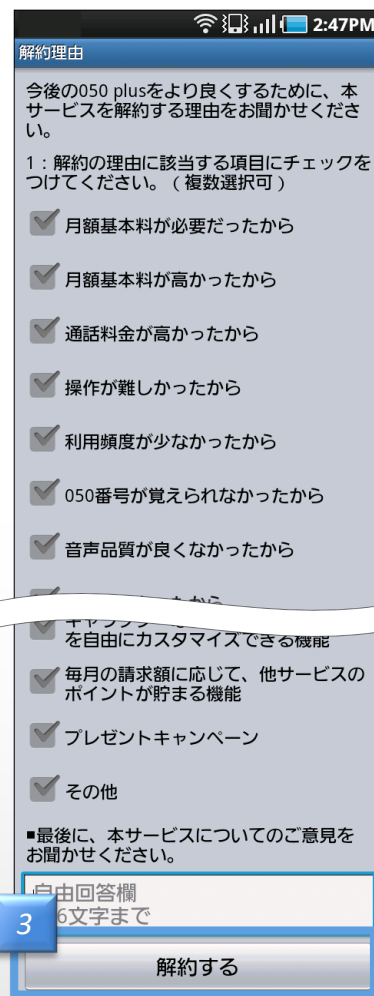 2:47PM
解約理由
今後の050 plusをより良くするために、本
サービスを解約する理由をお聞かせくださ
い。
1：解約の理由に該当する項目にチェックを
つけてください。（複数選択可）
月額基本料が必要だったから
月額基本料が高かったから
通話料金が高かったから
操作が難しかったから
利用頻度が少なかったから
050番号が覚えられなかったから
音声品質が良くなかったから
を自由にカスタマイズできる機能
毎月の請求額に応じて、他サービスの
ポイントが貯まる機能
プレゼントキャンペーン
その他
■最後に、本サービスについてのご意見を
お聞かせください。
自由回答欄
6文字まで
3
解約する